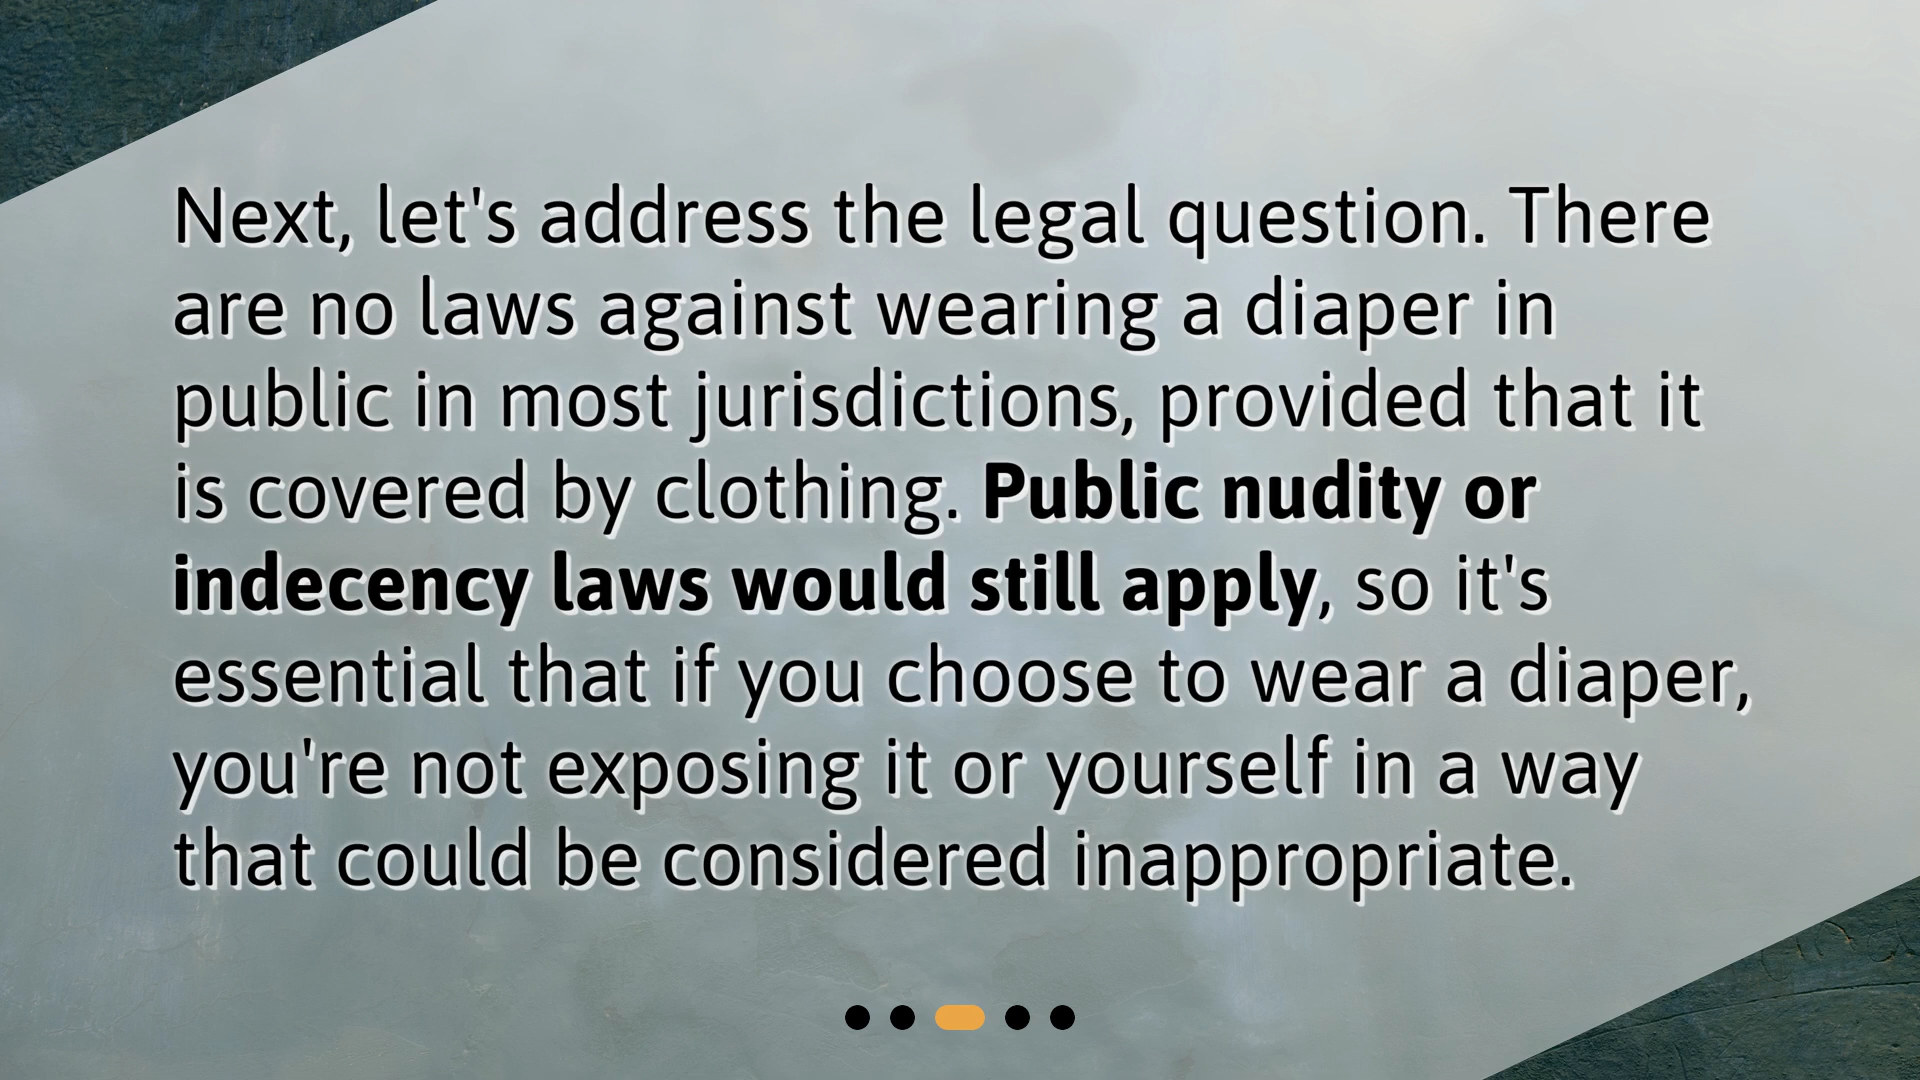 Next, let's address the legal question. There
are no laws against wearing a diaper in
public in most jurisdictions, provided that it
is covered by clothing. Public nudity or
indecency laws would still apply, so it's
essential that if you choose to wear a diaper,
you're not exposing it or yourself in a way
that could be considered inappropriate.